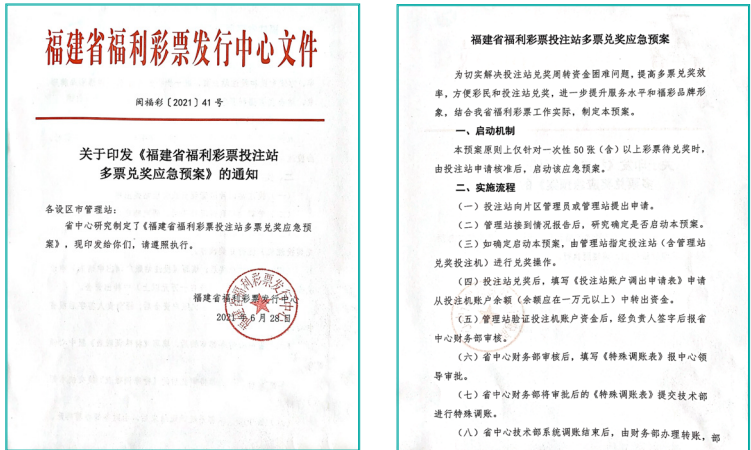 福建省福利彩票发行中心文件
闽福彩〔2021〕41号
关于印发《福建省福利彩票投注站
多票兑奖应急预案》的通知
各设区市管理站:
省中心研究制定了《福建省福利彩票投注站多票兑奖应急预
案》,现印发给你们,请遵照执行。
福建省福利彩票发行中心
2021年6月28日
福建省福利彩票发行中心
福建省福利彩票投注站多票兑奖应急预案
为切实解决投注站兑奖周转资金困难问题,提高多票兑奖效
率,方便彩民和投注站兑奖,进一步提升服务水平和福彩品牌形
象,结合我省福利彩票工作实际,制定本预案。
一、启动机制
本预案原则上仅针对一次性50张(含)以上彩票待兑奖时,
由投注站申请核准后,启动该应急预案。
二、实施流程
(一)投注站向片区管理员或管理站提出申请。
(二)管理站接到情况报告后,研究确定是否启动本预案。
(三)如确定启动本预案,由管理站指定投注站(含管理站
兑奖投注机)进行兑奖操作。
(四)投注站兑奖后,填写《投注站账户调出申请表》申请
从投注机账户余额(余额应在一万元以上)中转出资金。
(五)管理站验证投注机账户资金后,经负责人签字后报省
中心财务部审核。
(六)省中心财务部审核后,填写《特殊调账表》报中心领
导审批。
(七)省中心财务部将审批后的《特殊调账表》提交技术部
进行特殊调账。
(八)省中心技术部系统调账结束后,由财务部办理转账,部